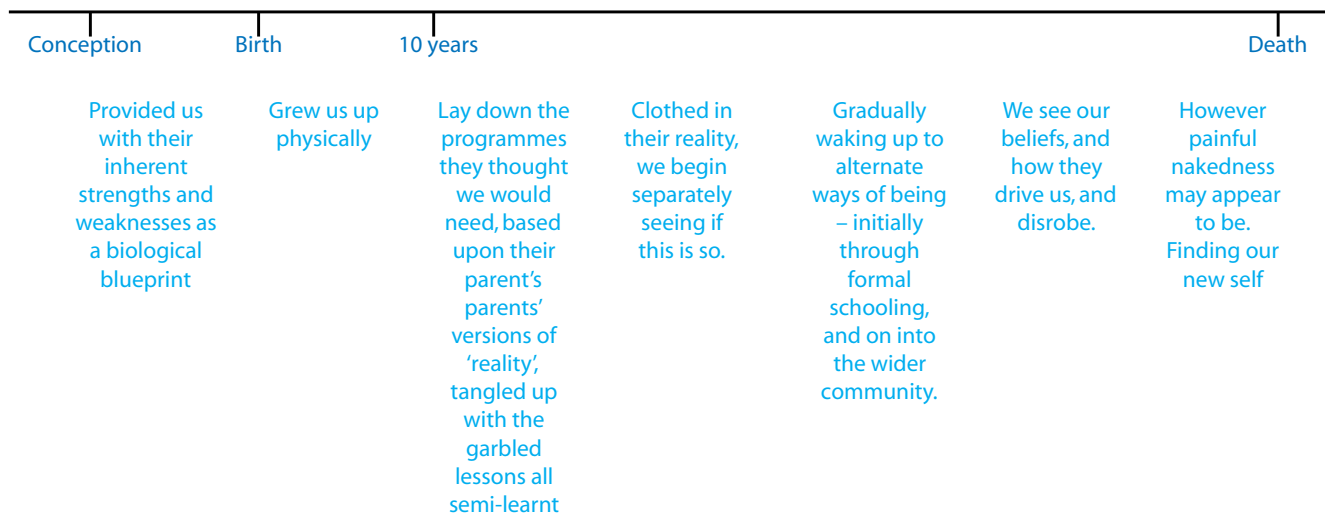 Conception
Birth
10 years
Death
Provided us
with their
inherent
strengths and
weaknesses as
a biological
blueprint
Grew us up
physically
Lay down the
programmes
they thought
we would
need, based
upon their
parent's
parents’
versions of
‘reality’,
tangled up
with the
garbled
lessons all
semi-learnt
Clothed in
their reality,
we begin
separately
seeing if
this is so.
Gradually
waking up to
alternate
ways of being
– initially
through
formal
schooling,
and on into
the wider
community.
We see our
beliefs, and
how they
drive us, and
disrobe.
However
painful
nakedness
may appear
to be.
Finding our
new self